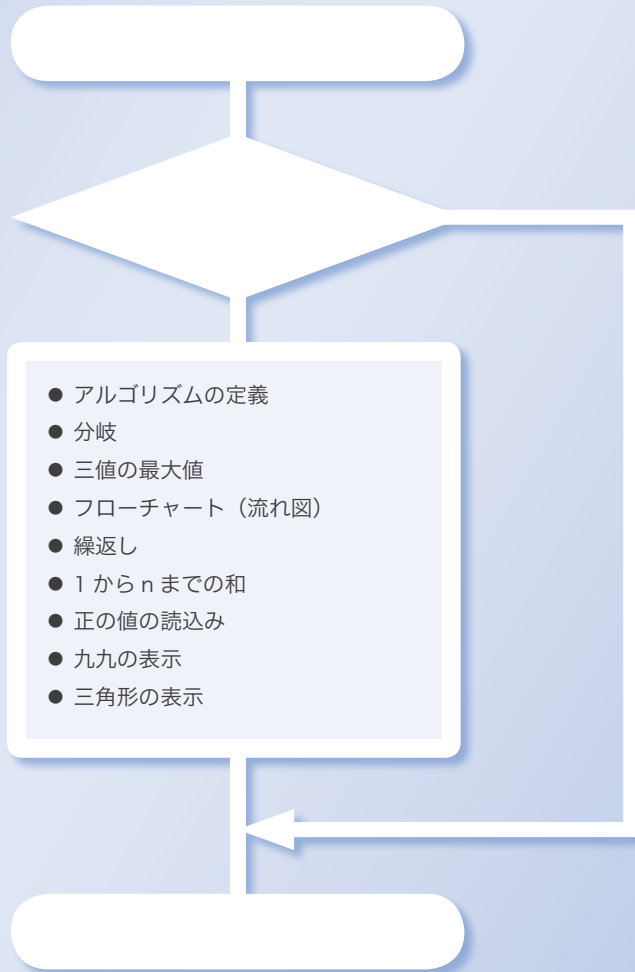 ● アルゴリズムの定義
● 分岐
● 三値の最大値
● フローチャート（流れ図）
● 繰返し
● 1 から n までの和
● 正の値の読込み
● 九九の表示
● 三角形の表示